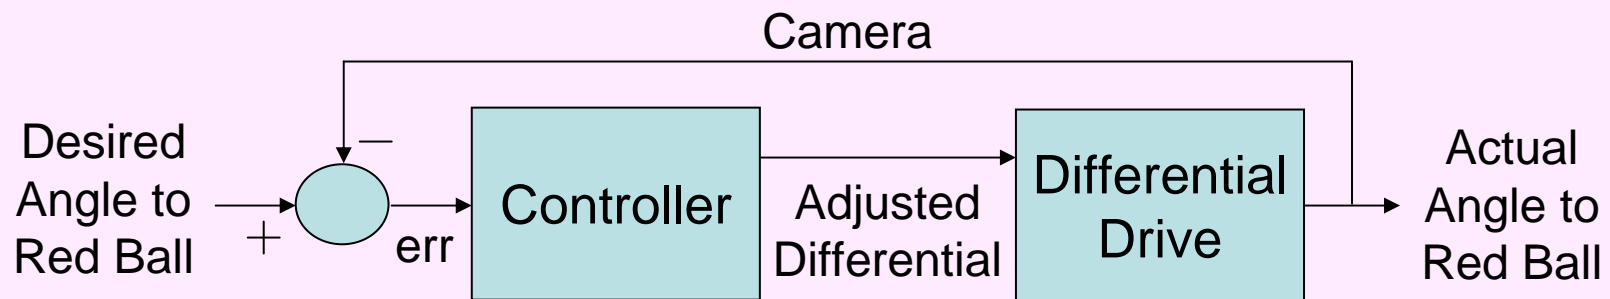 Camera
Desired
Angle to
Red Ball
+
−
err
Controller
Adjusted
Differential
Differential
Drive
Actual
Angle to
Red Ball